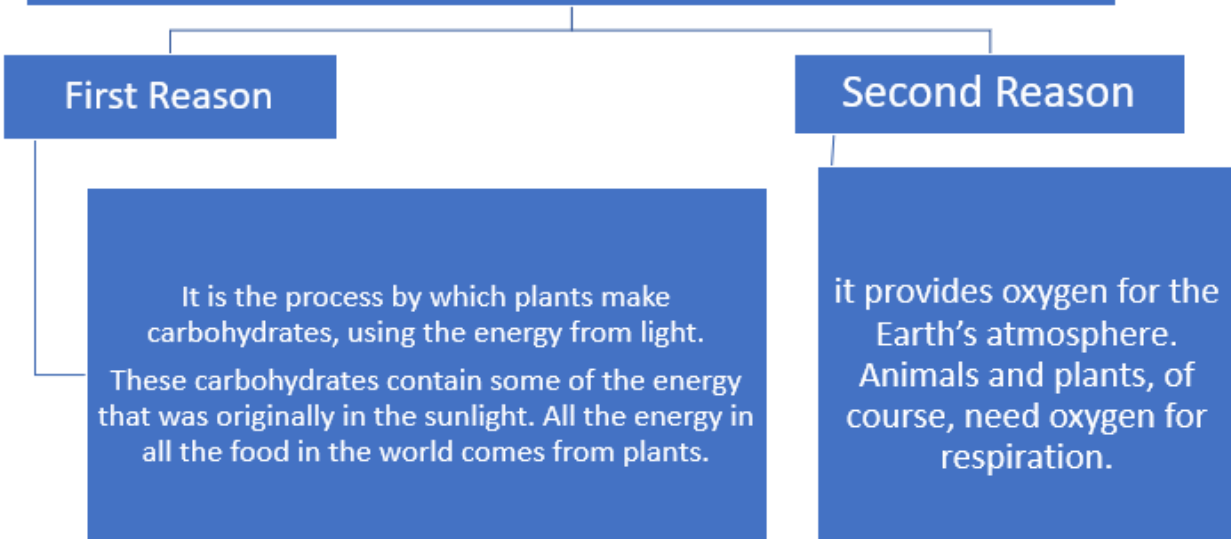 First Reason
Second Reason
It is the process by which plants make
carbohydrates, using the energy from light.
These carbohydrates contain some of the energy
that was originally in the sunlight. All the energy in
all the food in the world comes from plants.
it provides oxygen for the
Earth’s atmosphere.
Animals and plants, of
course, need oxygen for
respiration.